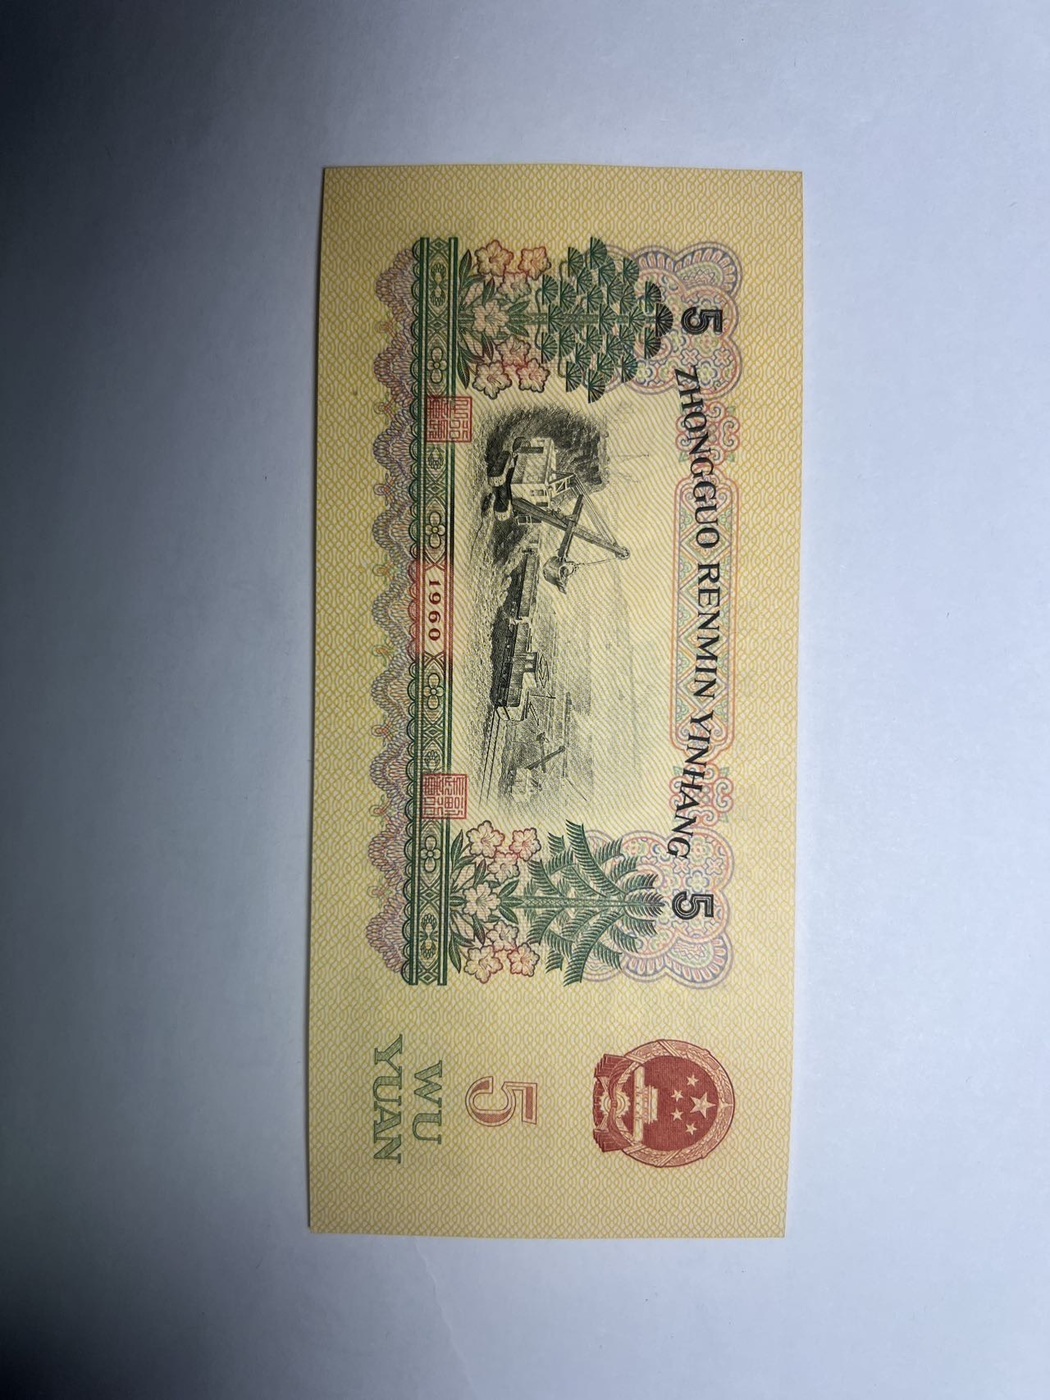 5 ZHONGGUO RENMIN YINHANG 5
1960
5
WU
YUAN